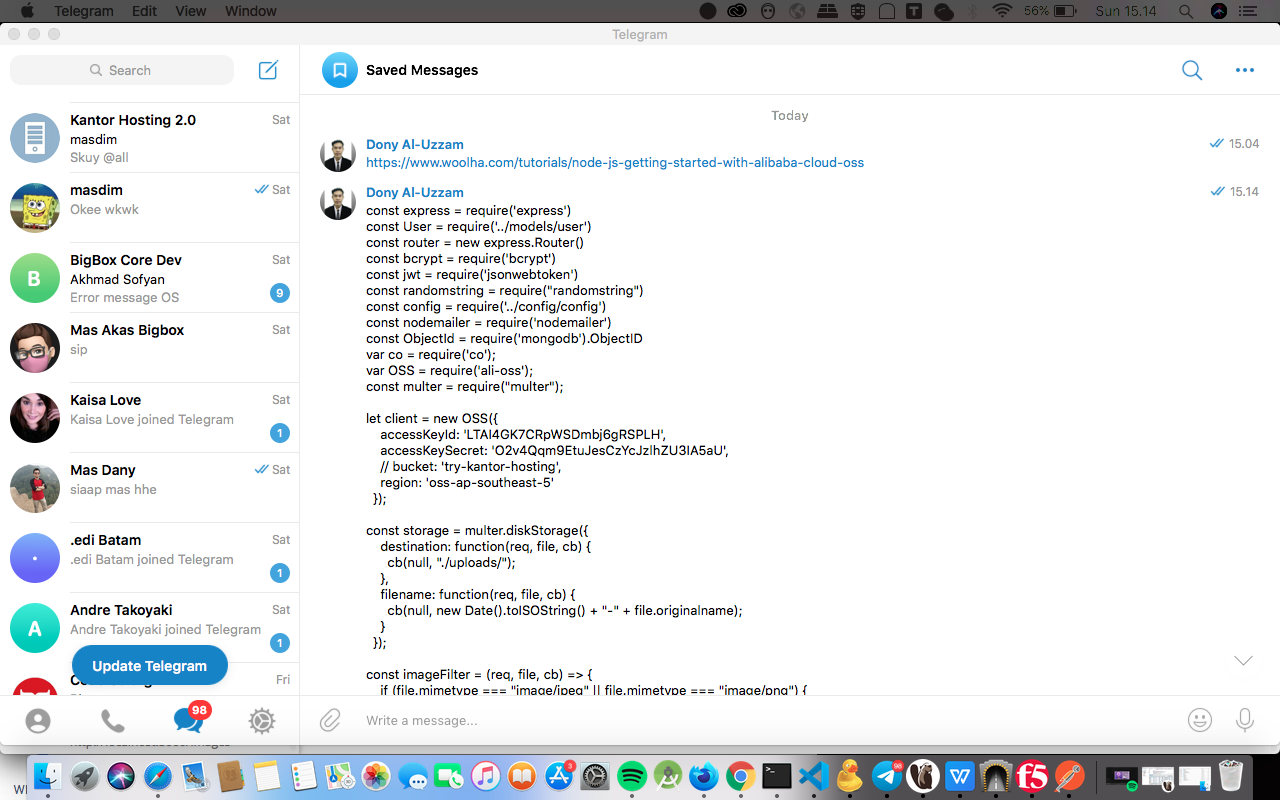 Telegram Edit View Window 56% Sun 15.14
Telegram
Search
Kantor Hosting 2.0 Sat
masdim
Skuy @all
masdim Sat
Okee wkwk
BigBox Core Dev Sat
Akhmad Sofyan
Error message OS 9
Mas Akas Bigbox Sat
sip
Kaisa Love Sat
Kaisa Love joined Telegram 1
Mas Dany Sat
siaap mas hhe
.edi Batam Sat
.edi Batam joined Telegram 1
Andre Takoyaki Sat
Andre Takoyaki joined Telegram 1
Update Telegram
Fri
98
Saved Messages
Today
Dony Al-Uzzam 15.04
https://www.woolha.com/tutorials/node-js-getting-started-with-alibaba-cloud-oss
Dony Al-Uzzam 15.14
const express = require('express')
const User = require('../models/user')
const router = new express.Router()
const bcrypt = require('bcrypt')
const jwt = require('jsonwebtoken')
const randomstring = require("randomstring")
const config = require('../config/config')
const nodemailer = require('nodemailer')
const ObjectId = require('mongodb').ObjectID
var co = require('co');
var OSS = require('ali-oss');
const multer = require("multer");
let client = new OSS({
accessKeyId: 'LTAI4GK7CRpWSDmbj6gRSPLH',
accessKeySecret: 'O2v4Qqm9EtuJesCzYcJzlhZU3IA5aU',
// bucket: 'try-kantor-hosting',
region: 'oss-ap-southeast-5'
});
const storage = multer.diskStorage({
destination: function(req, file, cb) {
cb(null, "./uploads/");
},
filename: function(req, file, cb) {
cb(null, new Date().toISOString() + "-" + file.originalname);
}
});
const imageFilter = (req, file, cb) => {
if (file.mimetype === "image/jpeg" || file.mimetype === "image/png") {
Write a message...